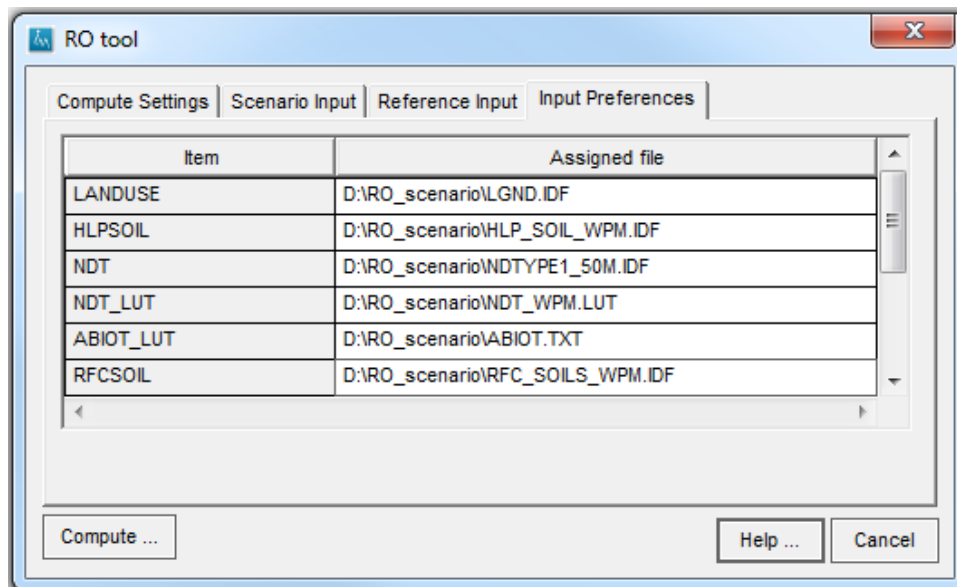 RO tool
Compute Settings Scenario Input Reference Input Input Preferences
Item Assigned file
LANDUSE D:\RO_scenario\LGND.IDF
HLPSOIL D:\RO_scenario\HLP_SOIL_WPM.IDF
NDT D:\RO_scenario\NDTYPE1_50M.IDF
NDT_LUT D:\RO_scenario\NDT_WPM.LUT
ABIOT_LUT D:\RO_scenario\ABIOT.TXT
RFCSOIL D:\RO_scenario\RFC_SOILS_WPM.IDF
Compute ... Help ... Cancel